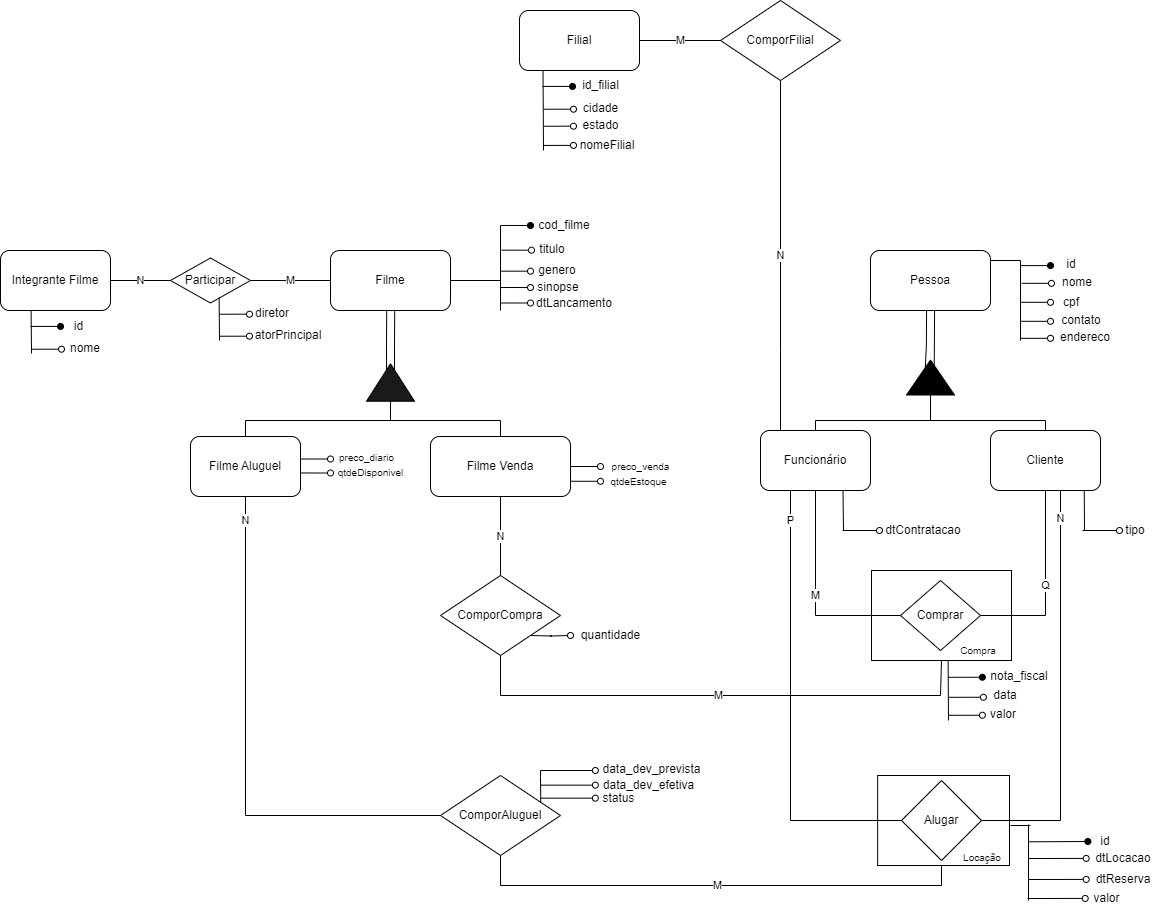 Filial
M
ComporFilial
id_filial
cidade
estado
nomeFilial
N
Integrante Filme
N
Participar
M
Filme
cod_filme
titulo
genero
sinopse
dtLancamento
Pessoa
id
nome
cpf
contato
endereco
id
nome
diretor
atorPrincipal
Filme Aluguel
preco_diario
qtdeDisponivel
Filme Venda
preco_venda
qtdeEstoque
Funcionário
Cliente
N
N
P
N
dtContratacao
tipo
M
Q
ComporCompra
quantidade
Comprar
Compra
M
nota_fiscal
data
valor
data_dev_prevista
data_dev_efetiva
status
ComporAluguel
Alugar
Locação
id
dtLocacao
dtReserva
valor
M